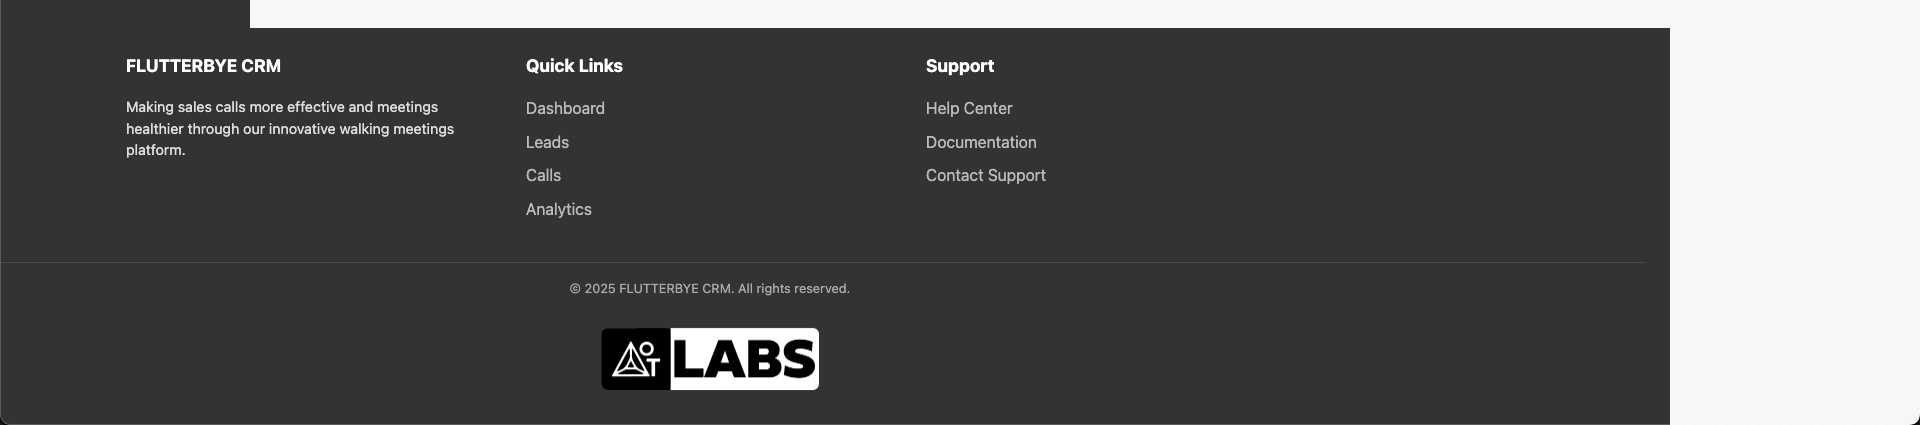 FLUTTERBYE CRM
Making sales calls more effective and meetings
healthier through our innovative walking meetings
platform.
Quick Links
Dashboard
Leads
Calls
Analytics
Support
Help Center
Documentation
Contact Support
© 2025 FLUTTERBYE CRM. All rights reserved.
LABS